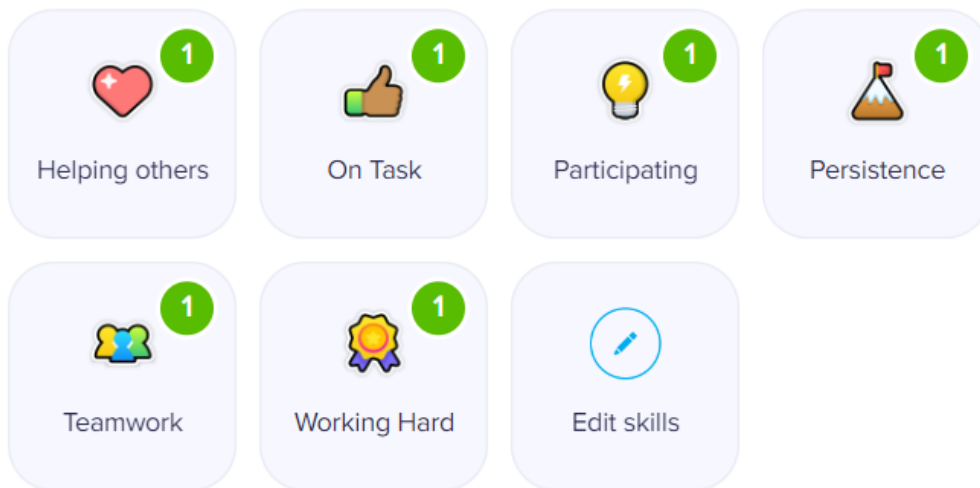 1
1
1
1
Helping others
On Task
Participating
Persistence
1
1
Teamwork
Working Hard
Edit skills